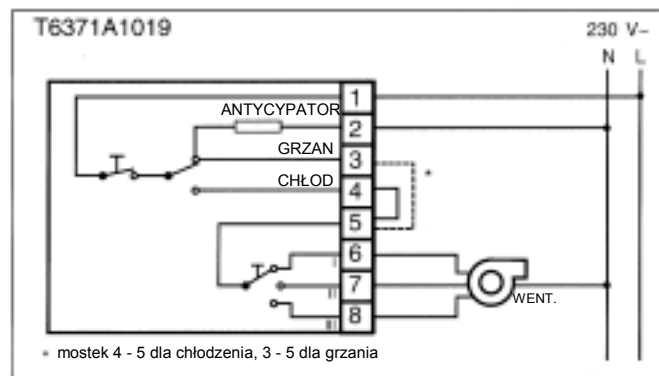 T6371A1019
230 V~
N L
1
ANTYCYPATOR
2
GRZAN
3
*
CHŁOD
4
5
6
I
7
II
WENT.
8
III
* mostek 4 - 5 dla chłodzenia, 3 - 5 dla grzania